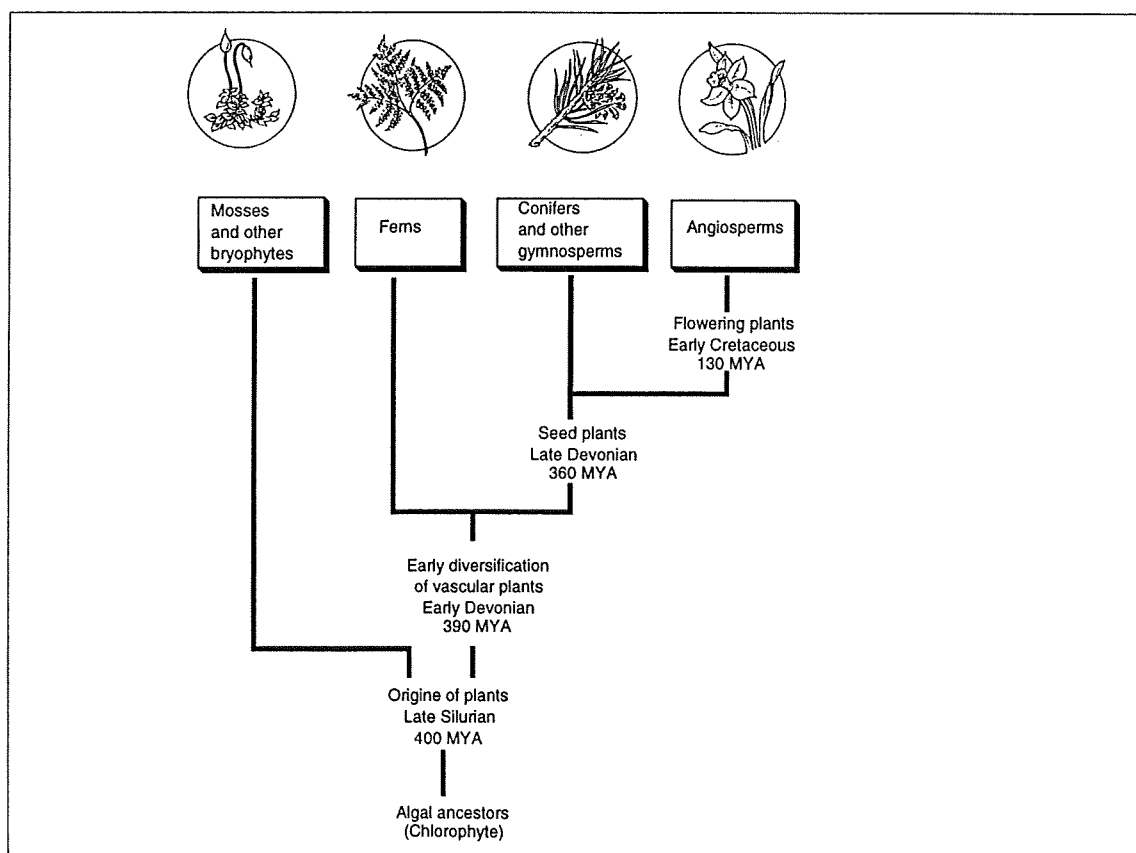 Mosses
and other
bryophytes
Ferns
Conifers
and other
gymnosperms
Angiosperms
Flowering plants
Early Cretaceous
130 MYA
Seed plants
Late Devonian
360 MYA
Early diversification
of vascular plants
Early Devonian
390 MYA
Origine of plants
Late Silurian
400 MYA
Algal ancestors
(Chlorophyte)